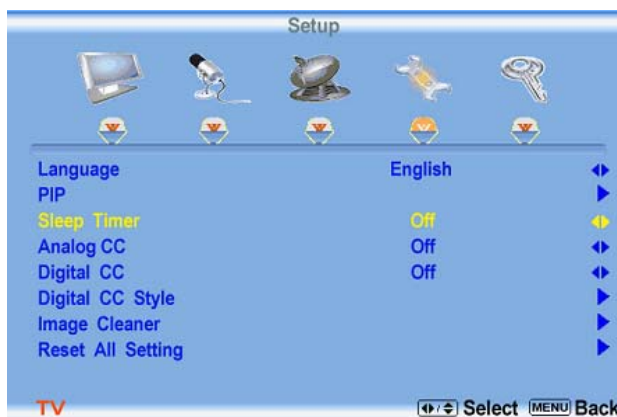 Setup
Language English
PIP
Sleep Timer Off
Analog CC Off
Digital CC Off
Digital CC Style
Image Cleaner
Reset All Setting
TV Select MENU Back